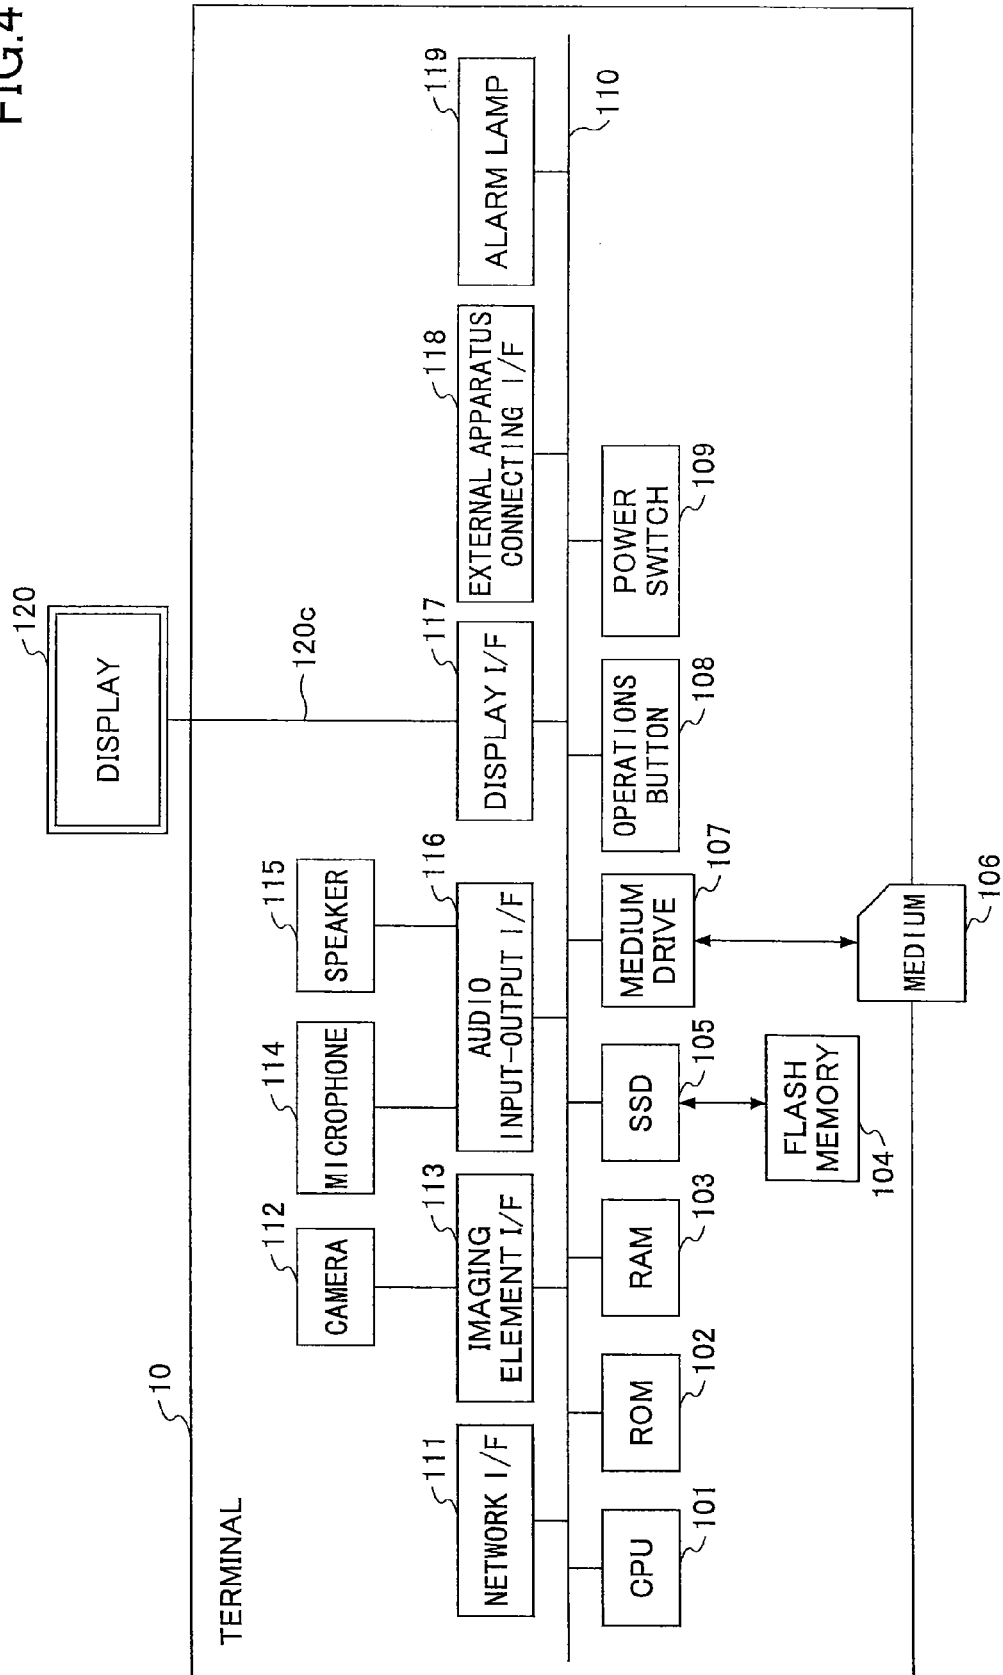 FIG.4
120
DISPLAY
120c
10
TERMINAL
112
CAMERA
114
MICROPHONE
115
SPEAKER
111
NETWORK I/F
113
IMAGING
ELEMENT I/F
116
AUDIO
INPUT-OUTPUT I/F
117
DISPLAY I/F
118
EXTERNAL APPARATUS
CONNECTING I/F
119
ALARM LAMP
110
CPU
101
ROM
102
RAM
103
SSD
105
MEDIUM
DRIVE
107
OPERATIONS
BUTTON
108
POWER
SWITCH
109
FLASH
MEMORY
104
MEDIUM
106